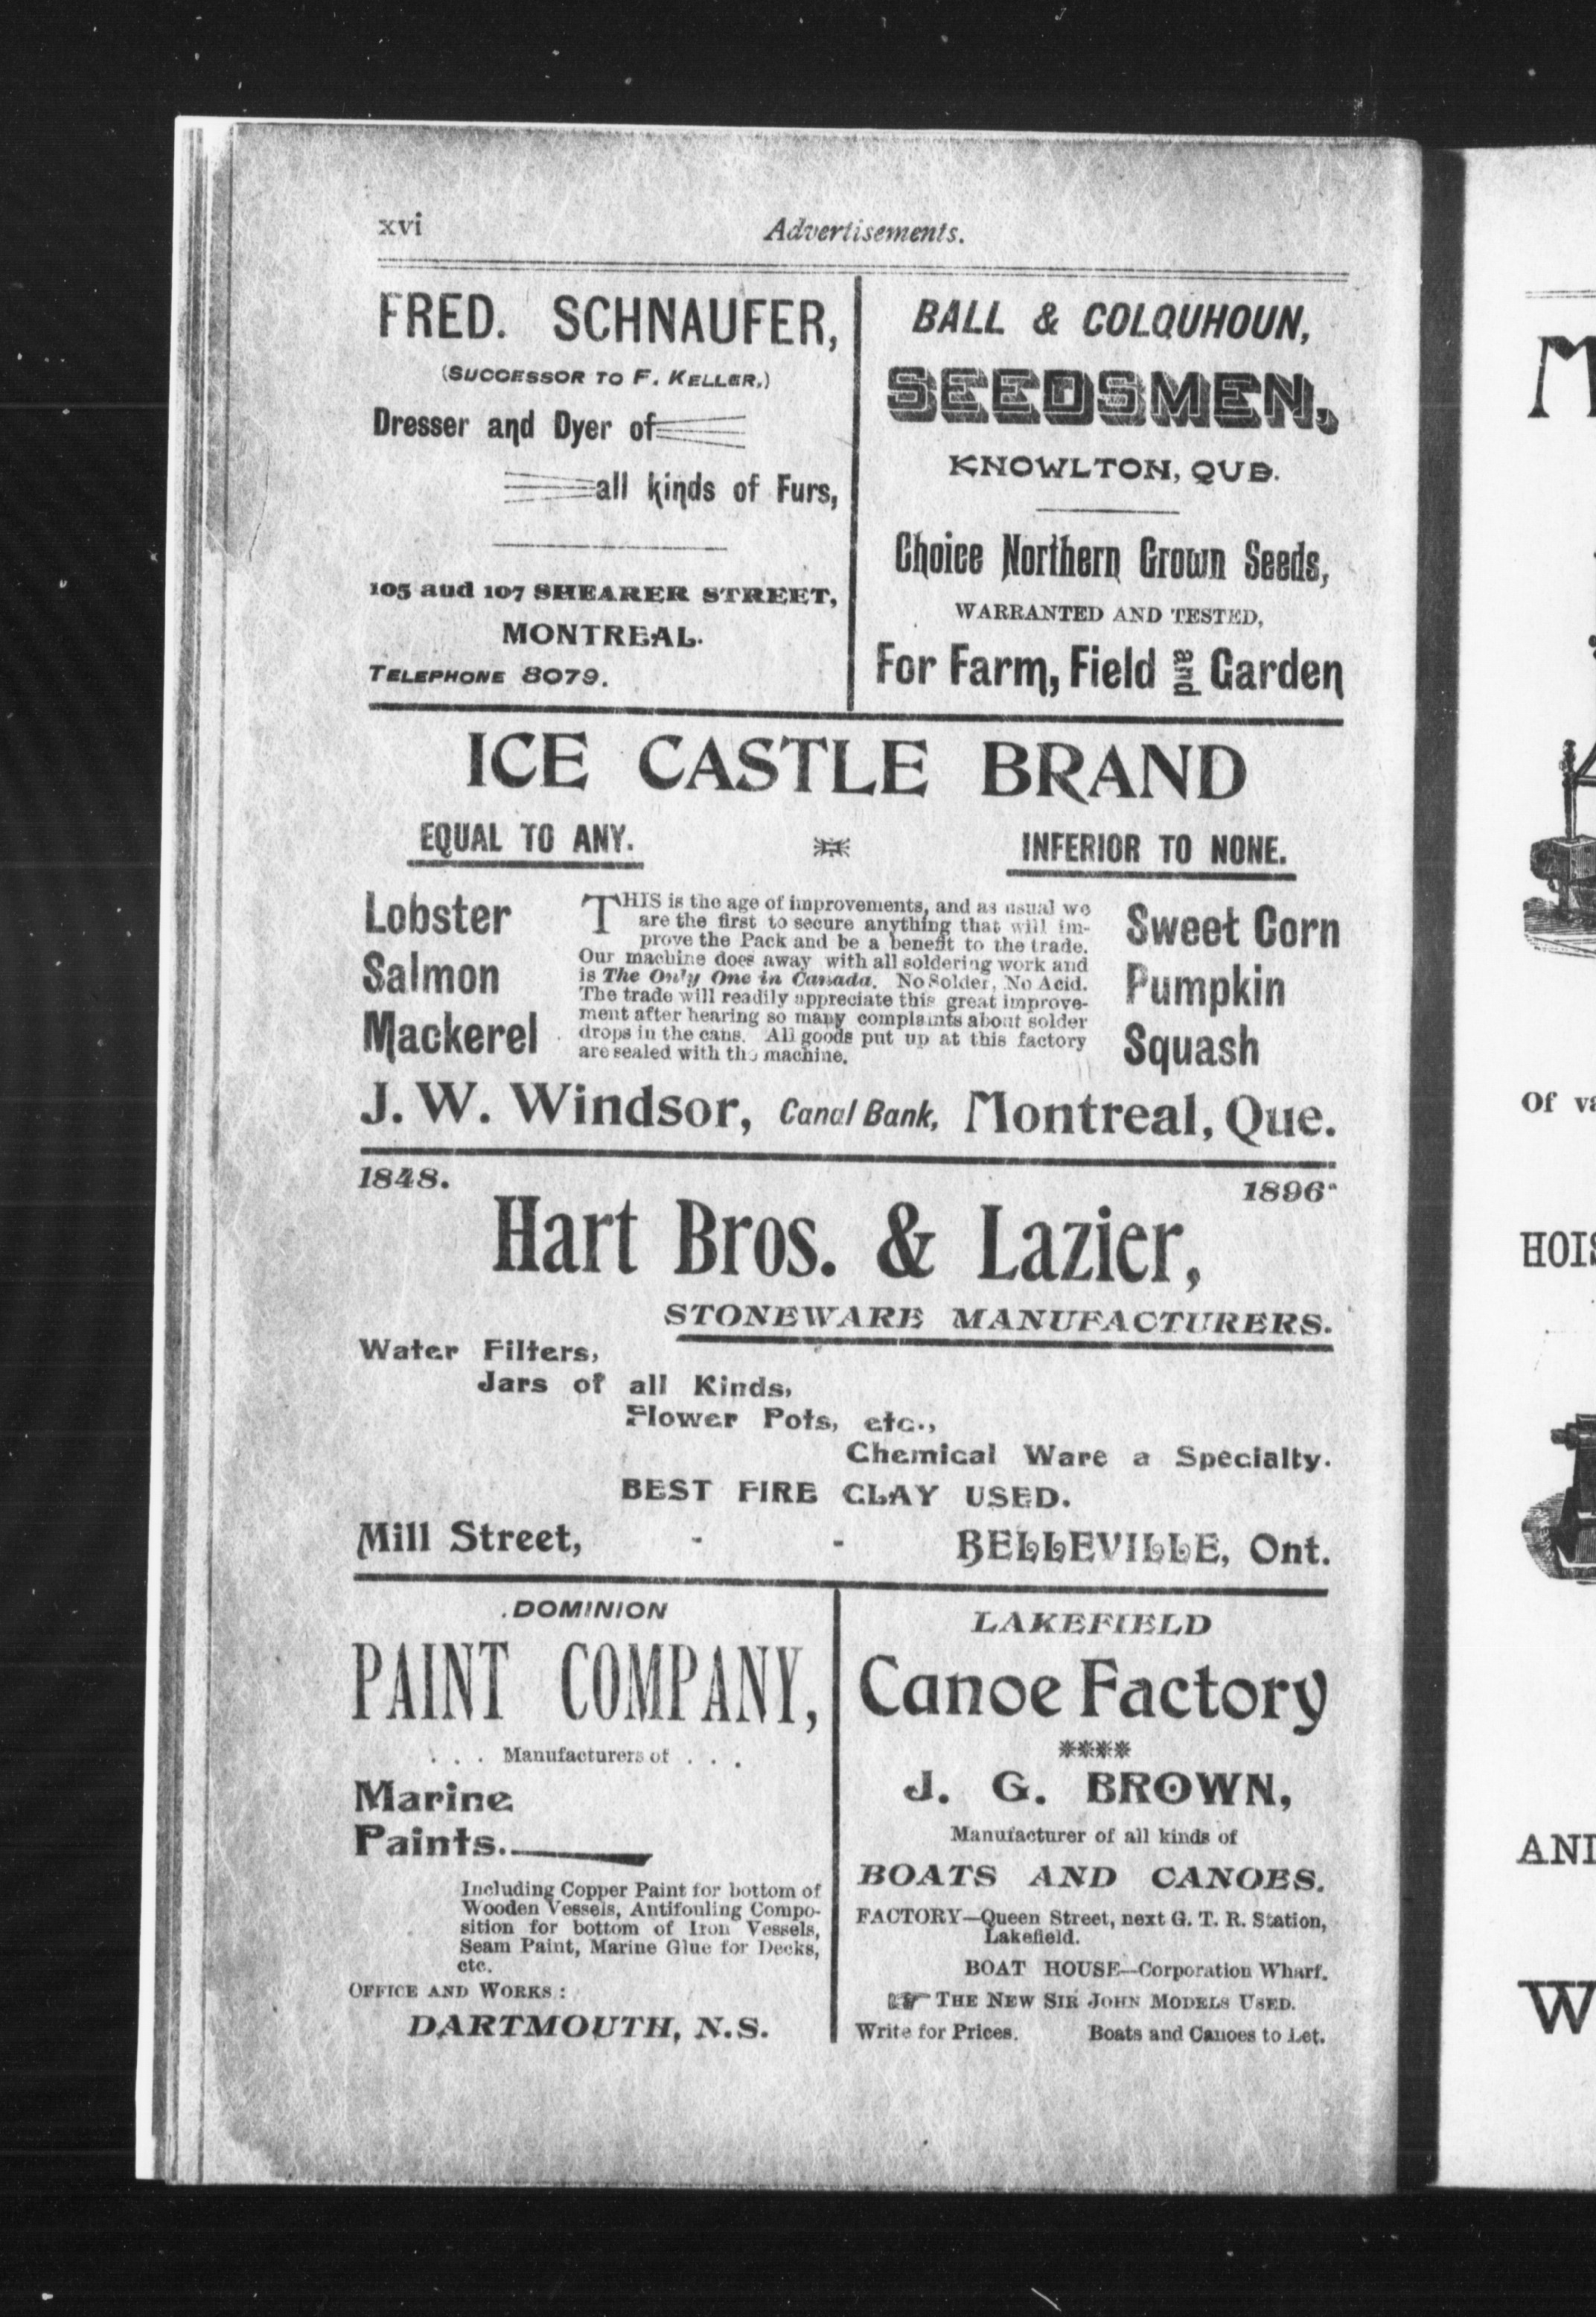 xvi
Advertisements.
FRED. SCHNAUFER,
(SUCCESSOR TO F. KELLER.)
Dresser and Dyer of
all kinds of Furs,
105 aud 107 SHEARER STREET,
MONTREAL.
TELEPHONE 8079.
BALL & COLQUHOUN,
SEEDSMEN,
KNOWLTON, QUE.
Choice Northern Grown Seeds,
WARRANTED AND TESTED,
For Farm, Field and Garden
ICE CASTLE BRAND
EQUAL TO ANY.
INFERIOR TO NONE.
Lobster
Salmon
Mackerel
THIS is the age of improvements, and as usual we
are the first to secure anything that will im-
prove the Pack and be a benefit to the trade.
Our machine does away with all soldering work and
is The Only One in Canada. No Solder, No Acid.
The trade will readily appreciate this great improve-
ment after hearing so many complaints about solder
drops in the cans. All goods put up at this factory
are sealed with the machine.
Sweet Corn
Pumpkin
Squash
J. W. Windsor, Canal Bank, Montreal, Que.
1848.
1896.
Hart Bros. & Lazier,
STONEWARE MANUFACTURERS.
Water Filters,
Jars of all Kinds,
Flower Pots, etc.,
Chemical Ware a Specialty.
BEST FIRE CLAY USED.
Mill Street, - - BELLEVILLE, Ont.
DOMINION
PAINT COMPANY,
. . . Manufacturers of . . .
Marine
Paints.
Including Copper Paint for bottom of
Wooden Vessels, Antifouling Compo-
sition for bottom of Iron Vessels,
Seam Paint, Marine Glue for Decks,
etc.
OFFICE AND WORKS :
DARTMOUTH, N.S.
LAKEFIELD
Canoe Factory
J. G. BROWN,
Manufacturer of all kinds of
BOATS AND CANOES.
FACTORY—Queen Street, next G. T. R. Station,
Lakefield.
BOAT HOUSE—Corporation Wharf.
THE NEW SIR JOHN MODELS USED.
Write for Prices. Boats and Canoes to Let.
Of